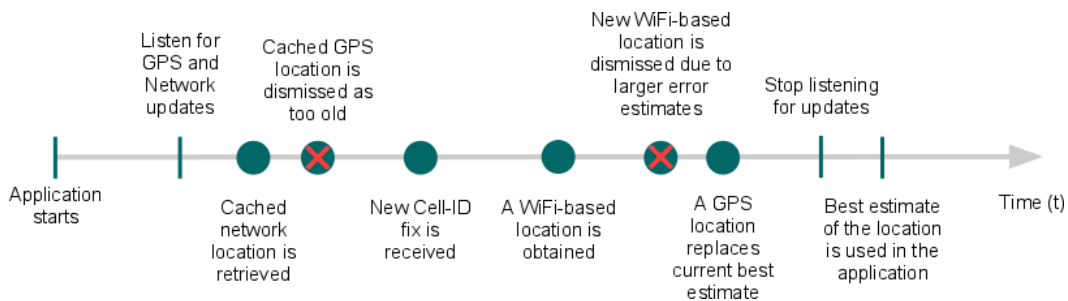 Listen for
GPS and
Network
updates
Cached GPS
location is
dismissed as
too old
New WiFi-based
location is
dismissed due to
larger error
estimates
Stop listening
for updates
Application
starts
Cached
network
location is
retrieved
New Cell-ID
fix is
received
A WiFi-based
location is
obtained
A GPS
location
replaces
current best
estimate
Best estimate
of the location
is used in the
application
Time (t)